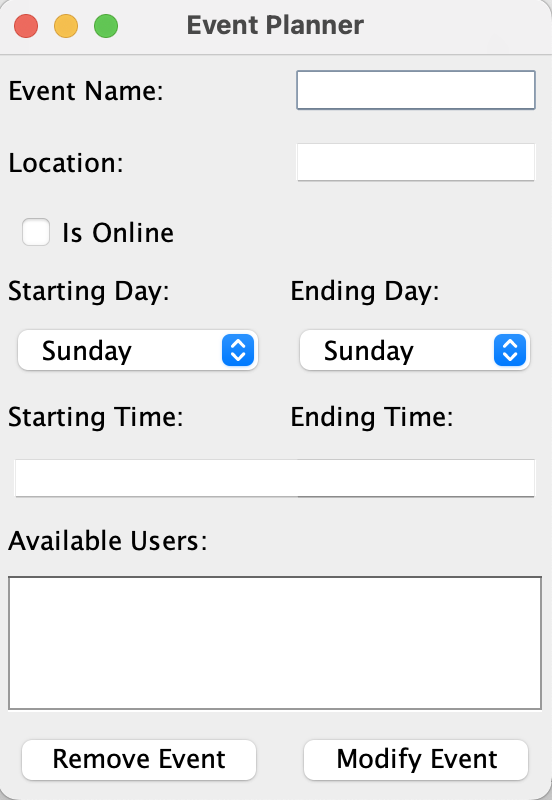 Event Planner
Event Name:
Location:
Is Online
Starting Day: Ending Day:
Sunday Sunday
Starting Time: Ending Time:
Available Users:
Remove Event Modify Event